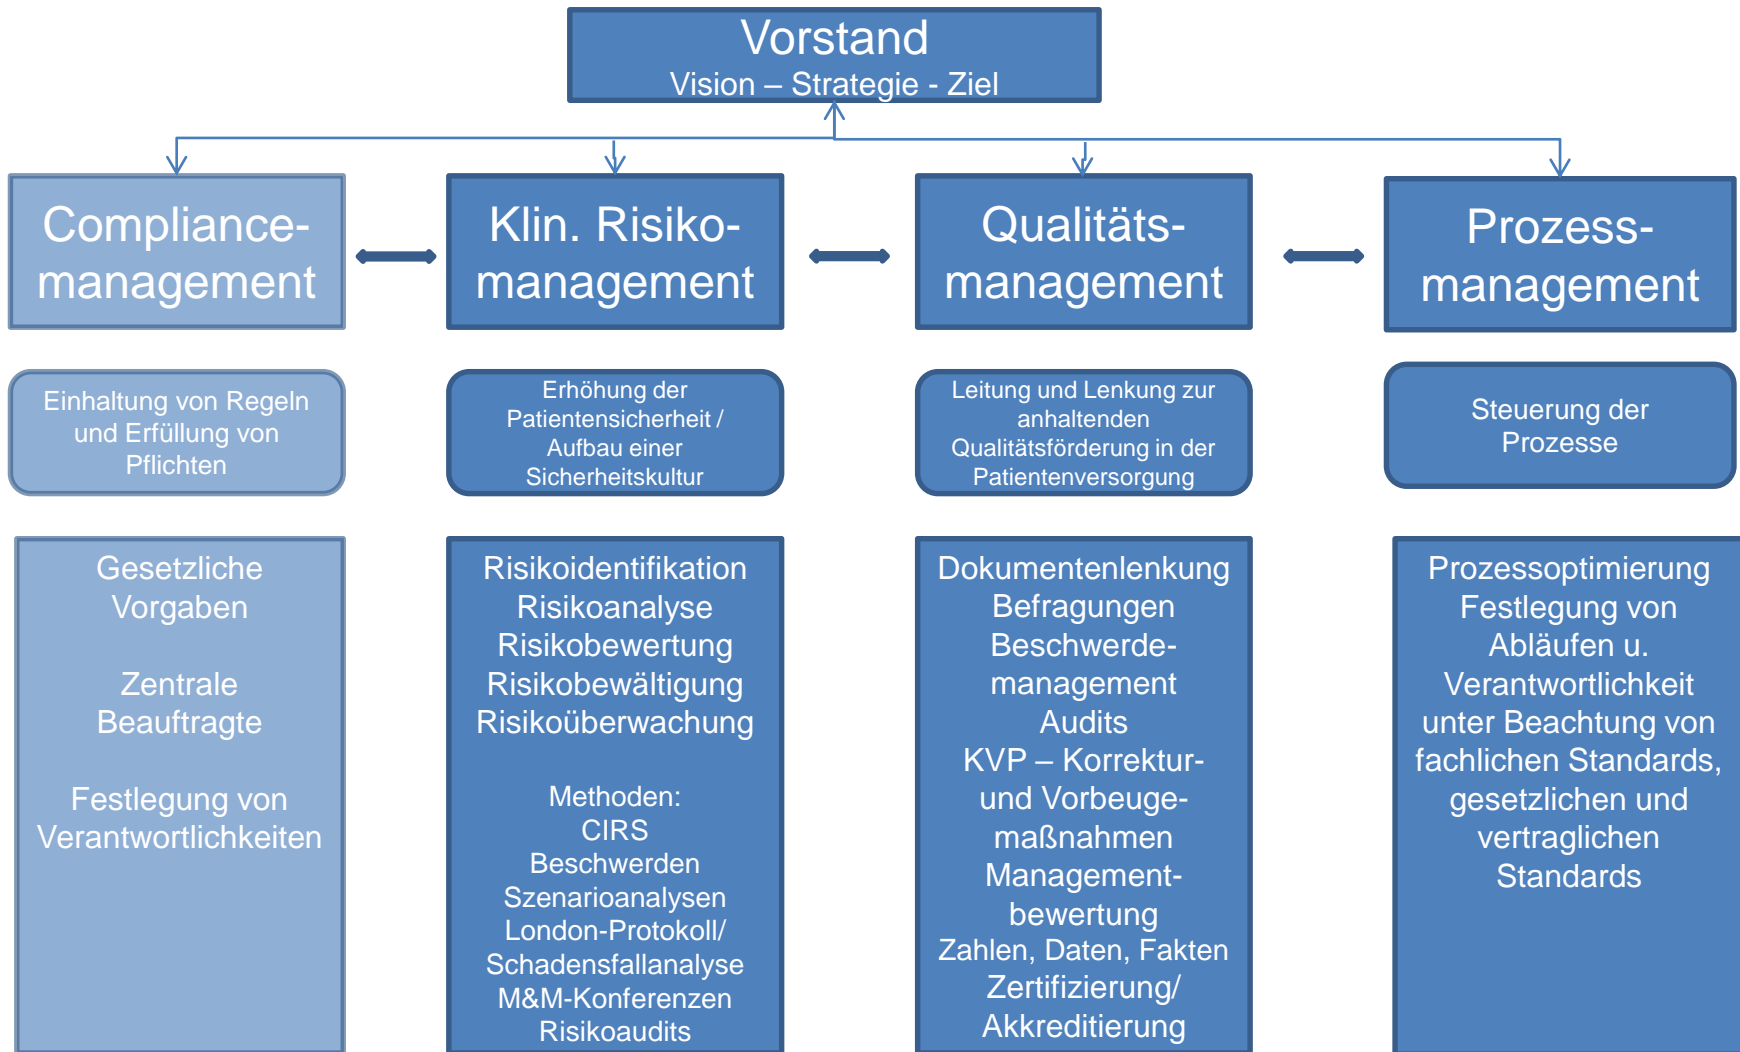 Vorstand
Vision – Strategie - Ziel
Compliance-
management
Klin. Risiko-
management
Qualitäts-
management
Prozess-
management
Einhaltung von Regeln
und Erfüllung von
Pflichten
Erhöhung der
Patientensicherheit /
Aufbau einer
Sicherheitskultur
Leitung und Lenkung zur
anhaltenden
Qualitätsförderung in der
Patientenversorgung
Steuerung der
Prozesse
Gesetzliche
Vorgaben
Zentrale
Beauftragte
Festlegung von
Verantwortlichkeiten
Risikoidentifikation
Risikoanalyse
Risikobewertung
Risikobewältigung
Risikoüberwachung
Methoden:
CIRS
Beschwerden
Szenarioanalysen
London-Protokoll/
Schadensfallanalyse
M&M-Konferenzen
Risikoaudits
Dokumentenlenkung
Befragungen
Beschwerde-
management
Audits
KVP – Korrektur-
und Vorbeuge-
maßnahmen
Management-
bewertung
Zahlen, Daten, Fakten
Zertifizierung/
Akkreditierung
Prozessoptimierung
Festlegung von
Abläufen u.
Verantwortlichkeit
unter Beachtung von
fachlichen Standards,
gesetzlichen und
vertraglichen
Standards